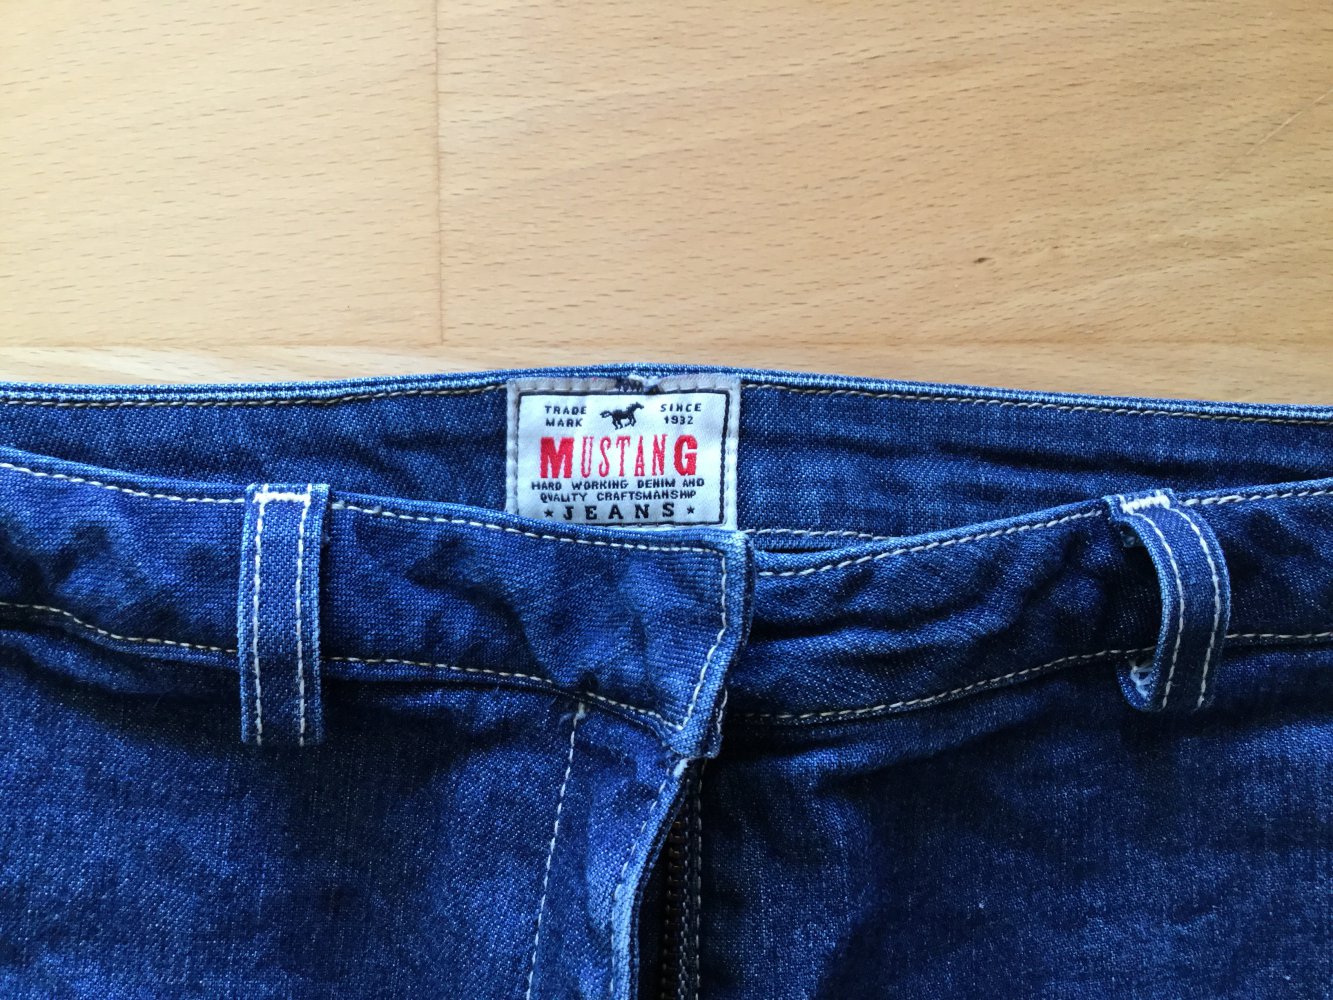 TRADE MARK SINCE 1932
MUSTANG
HARD WORKING DENIM AND
QUALITY CRAFTSMANSHIP
★ JEANS ★